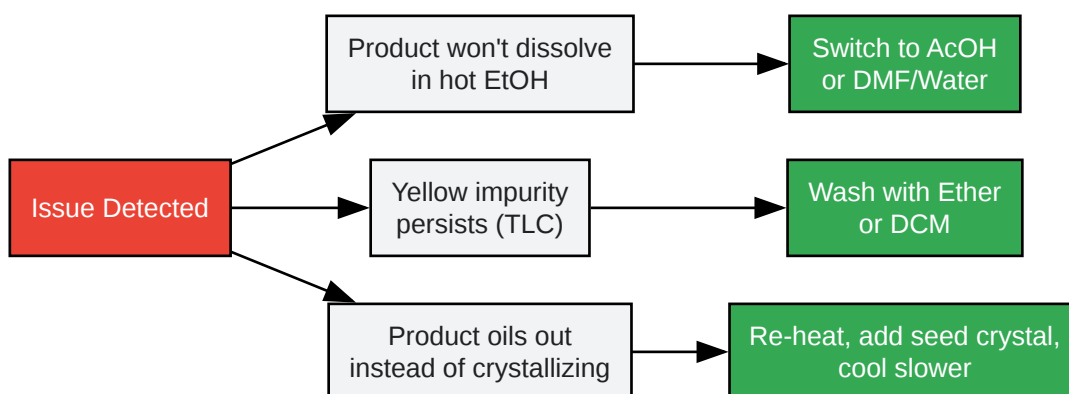 Product won't dissolve
in hot EtOH
Switch to AcOH
or DMF/Water
Issue Detected
Yellow impurity
persists (TLC)
Wash with Ether
or DCM
Product oils out
instead of crystallizing
Re-heat, add seed crystal,
cool slower